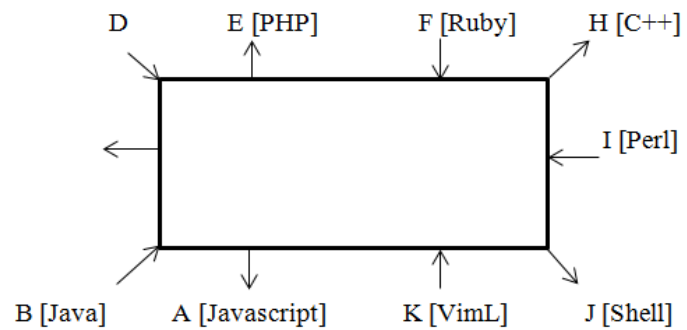 D E [PHP] F [Ruby] H [C++]
I [Perl]
B [Java] A [Javascript] K [VimL] J [Shell]